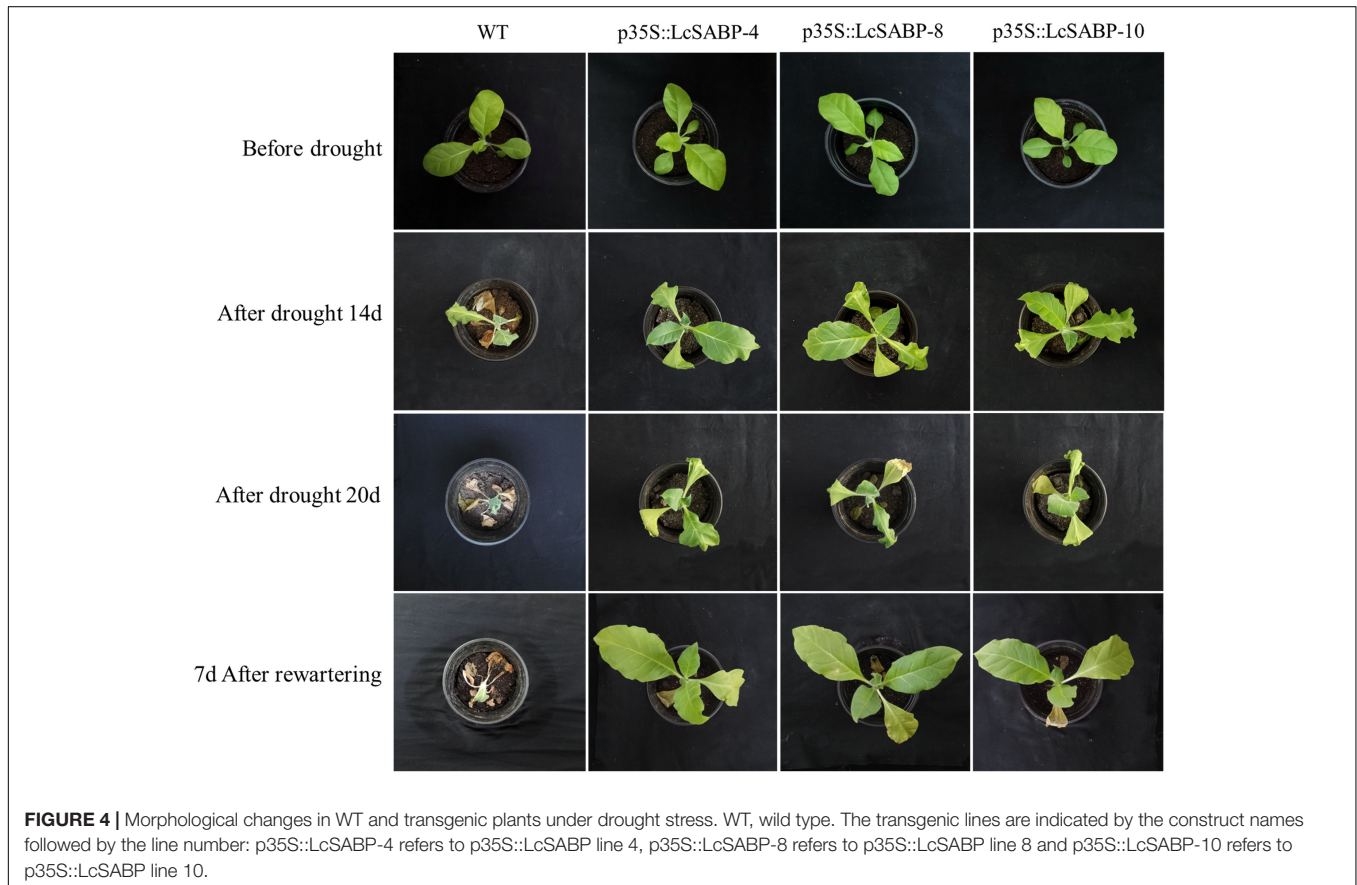 WT p35S::LcSABP-4 p35S::LcSABP-8 p35S::LcSABP-10
Before drought
After drought 14d
After drought 20d
7d After rewartering
FIGURE 4 | Morphological changes in WT and transgenic plants under drought stress. WT, wild type. The transgenic lines are indicated by the construct names
followed by the line number: p35S::LcSABP-4 refers to p35S::LcSABP line 4, p35S::LcSABP-8 refers to p35S::LcSABP line 8 and p35S::LcSABP-10 refers to
p35S::LcSABP line 10.